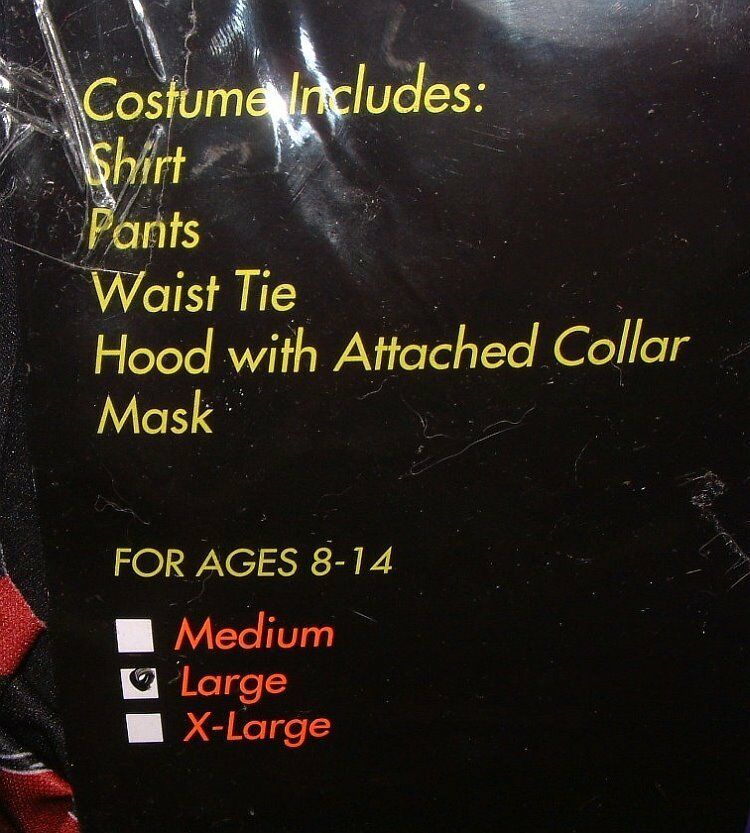 Costume Includes:
Shirt
Pants
Waist Tie
Hood with Attached Collar
Mask
FOR AGES 8-14
Medium
Large
X-Large